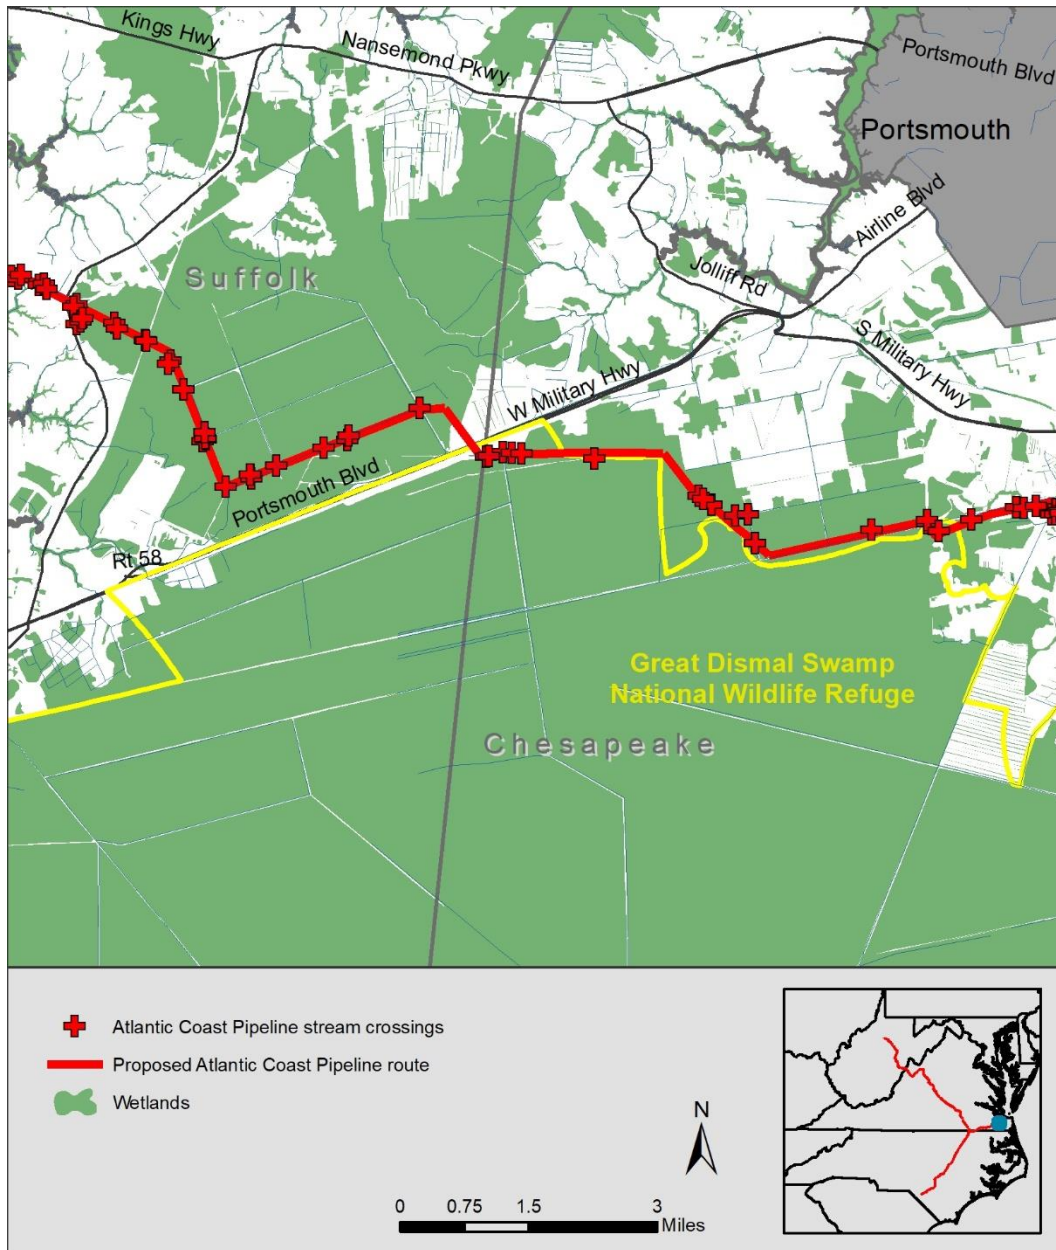 Kings Hwy
Nansemond Pkwy
Portsmouth Blvd
Portsmouth
Airline Blvd
Suffolk
Jolliff Rd
S Military Hwy
W Military Hwy
Portsmouth Blvd
Rt 58
Great Dismal Swamp
National Wildlife Refuge
Chesapeake
Atlantic Coast Pipeline stream crossings
Proposed Atlantic Coast Pipeline route
Wetlands
N
0 0.75 1.5 3
Miles